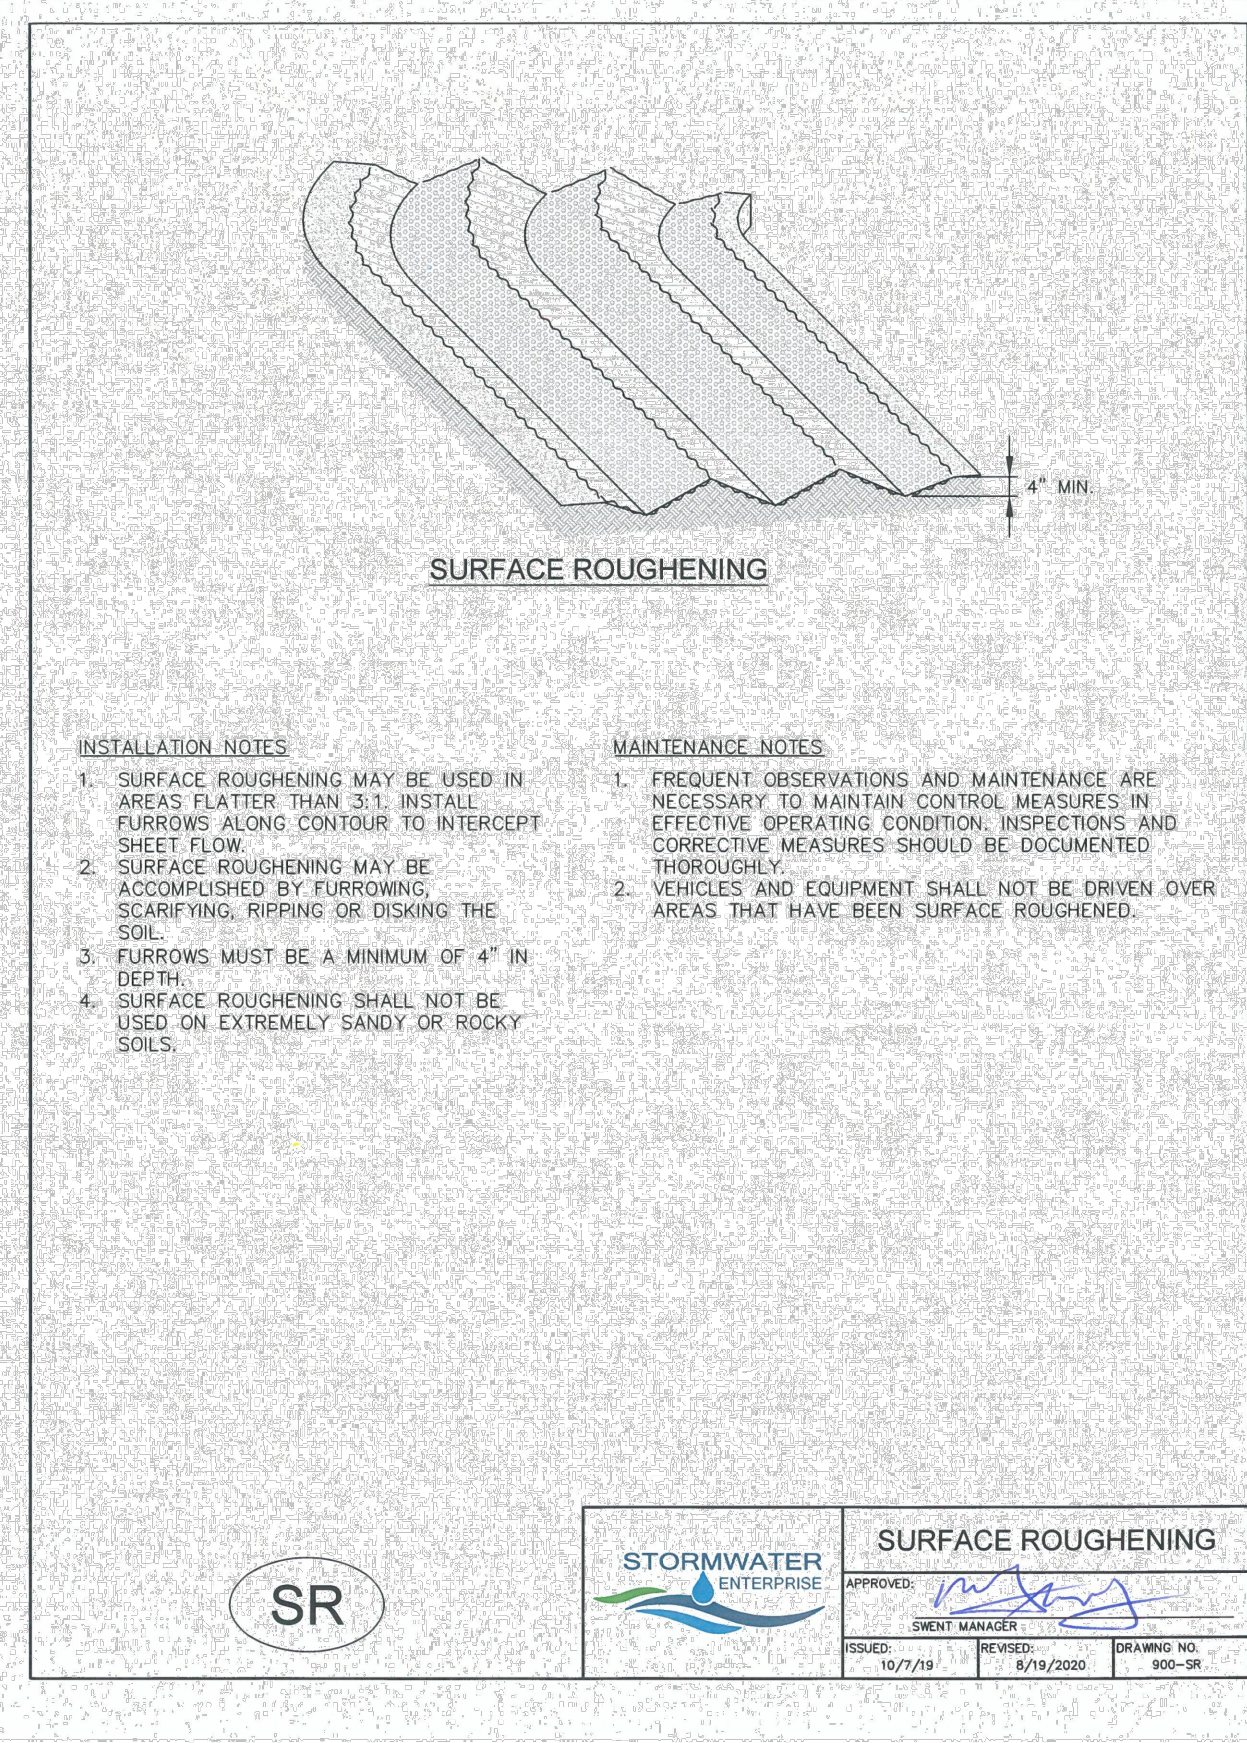 4" MIN.
SURFACE ROUGHENING
INSTALLATION NOTES
1. SURFACE ROUGHENING MAY BE USED IN
AREAS FLATTER THAN 3:1. INSTALL
FURROWS ALONG CONTOUR TO INTERCEPT
SHEET FLOW.
2. SURFACE ROUGHENING MAY BE
ACCOMPLISHED BY FURROWING,
SCARIFYING, RIPPING OR DISKING THE
SOIL.
3. FURROWS MUST BE A MINIMUM OF 4" IN
DEPTH.
4. SURFACE ROUGHENING SHALL NOT BE
USED ON EXTREMELY SANDY OR ROCKY
SOILS.
MAINTENANCE NOTES
1. FREQUENT OBSERVATIONS AND MAINTENANCE ARE
NECESSARY TO MAINTAIN CONTROL MEASURES IN
EFFECTIVE OPERATING CONDITION. INSPECTIONS AND
CORRECTIVE MEASURES SHOULD BE DOCUMENTED
THOROUGHLY.
2. VEHICLES AND EQUIPMENT SHALL NOT BE DRIVEN OVER
AREAS THAT HAVE BEEN SURFACE ROUGHENED.
SR
STORMWATER
ENTERPRISE
SURFACE ROUGHENING
APPROVED:
SWENT MANAGER
ISSUED:
10/7/19
REVISED:
8/19/2020
DRAWING NO.
900-SR